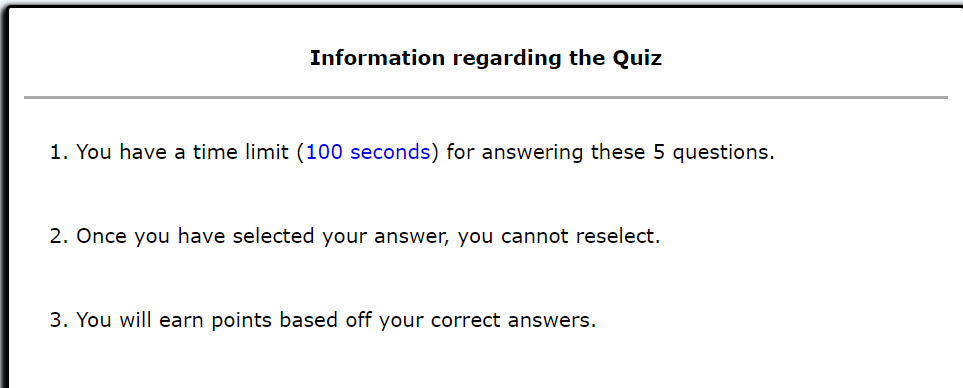 Information regarding the Quiz
1. You have a time limit (100 seconds) for answering these 5 questions.
2. Once you have selected your answer, you cannot reselect.
3. You will earn points based off your correct answers.